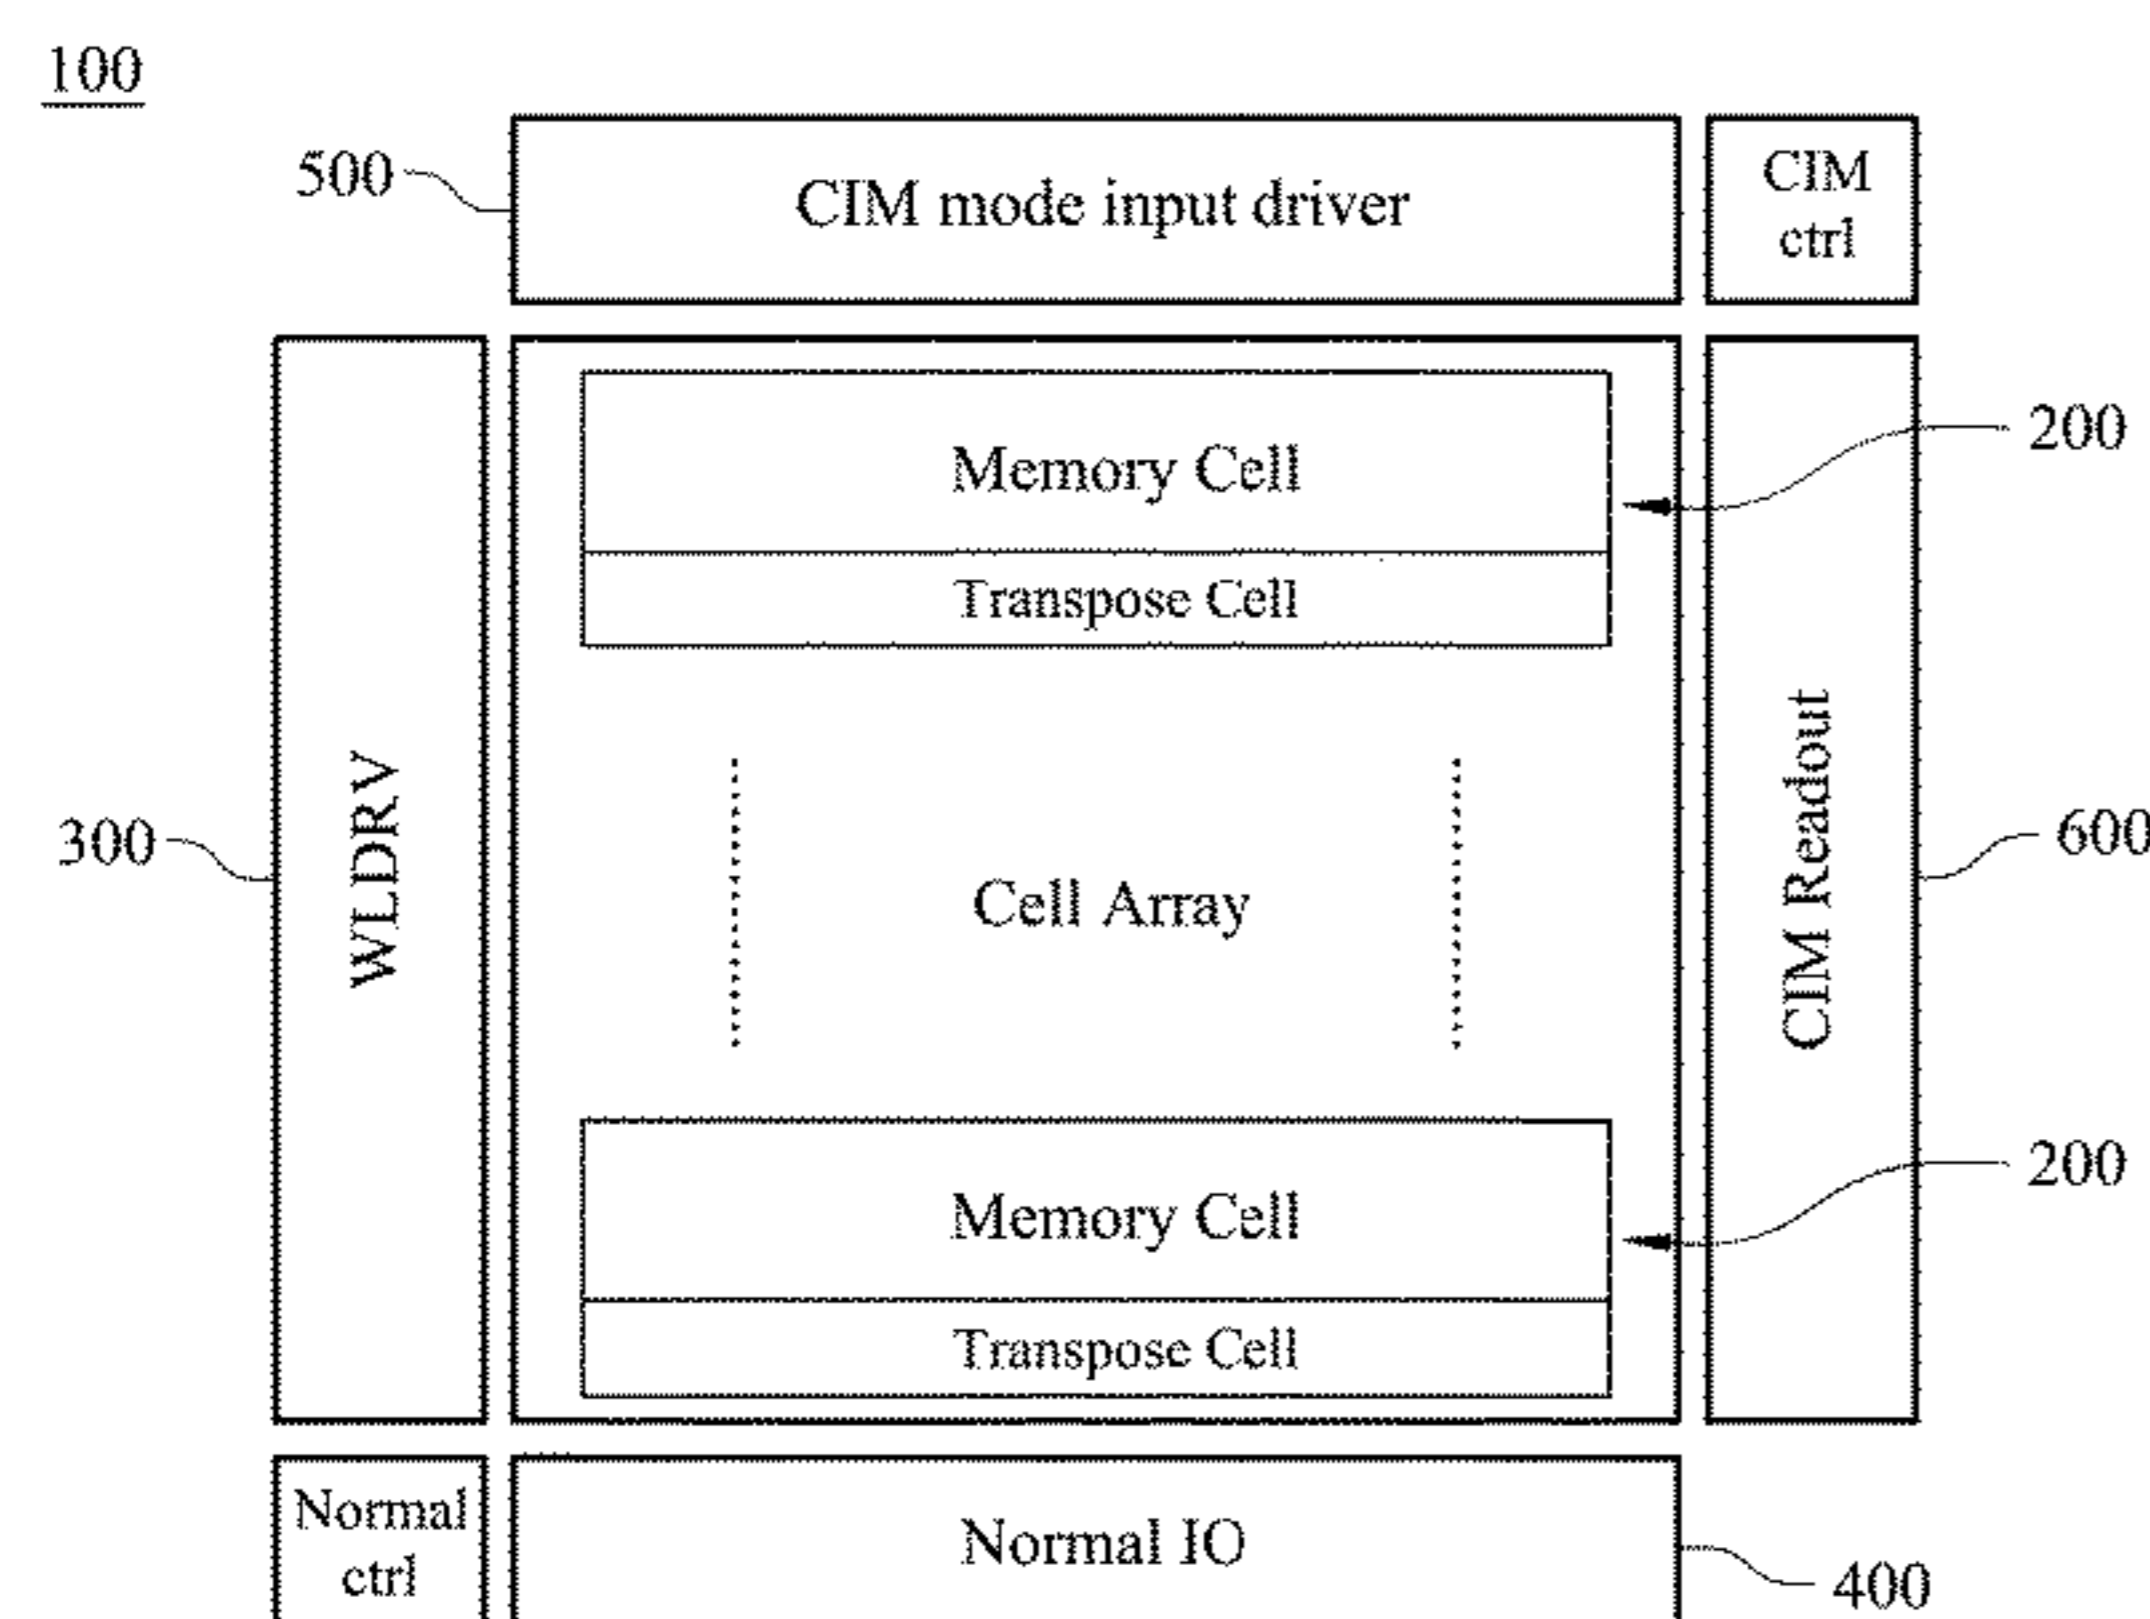 100
500
CIM mode input driver
CIM
ctrl
Memory Cell
200
Transpose Cell
WLDRV
300
Cell Array
CIM Readout
600
Memory Cell
200
Transpose Cell
Normal
ctrl
Normal IO
400